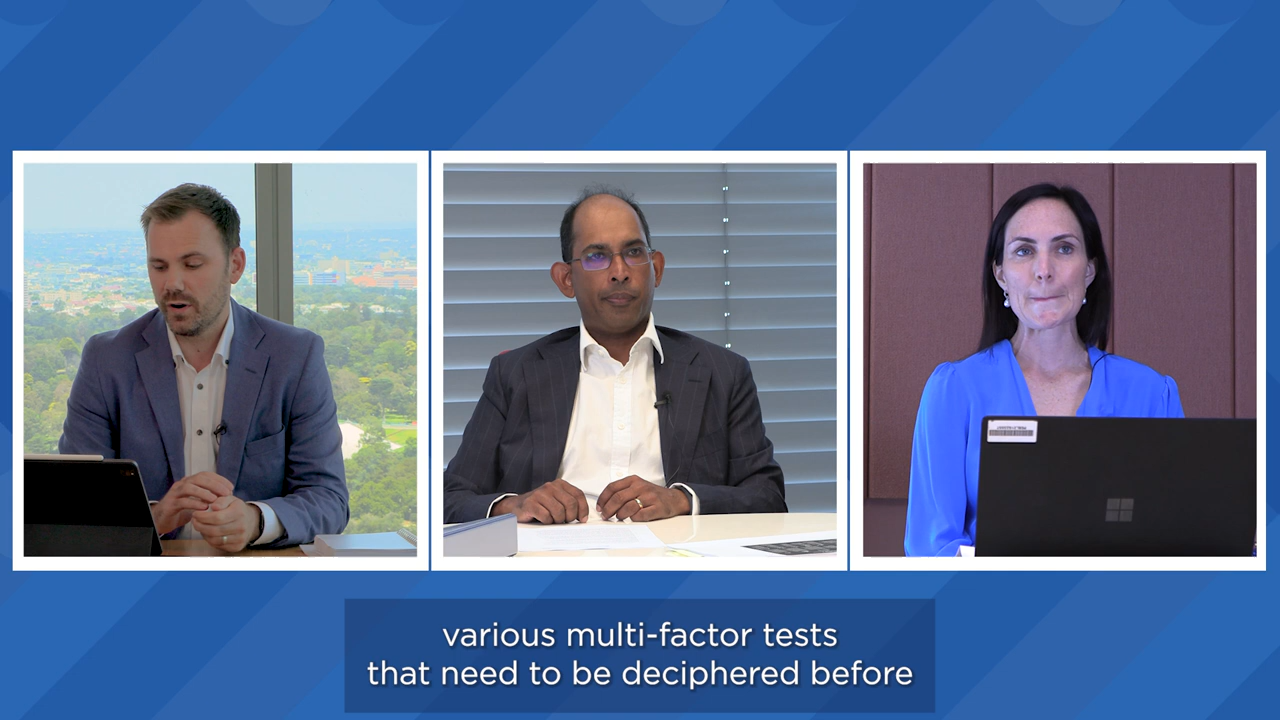 various multi-factor tests
that need to be deciphered before